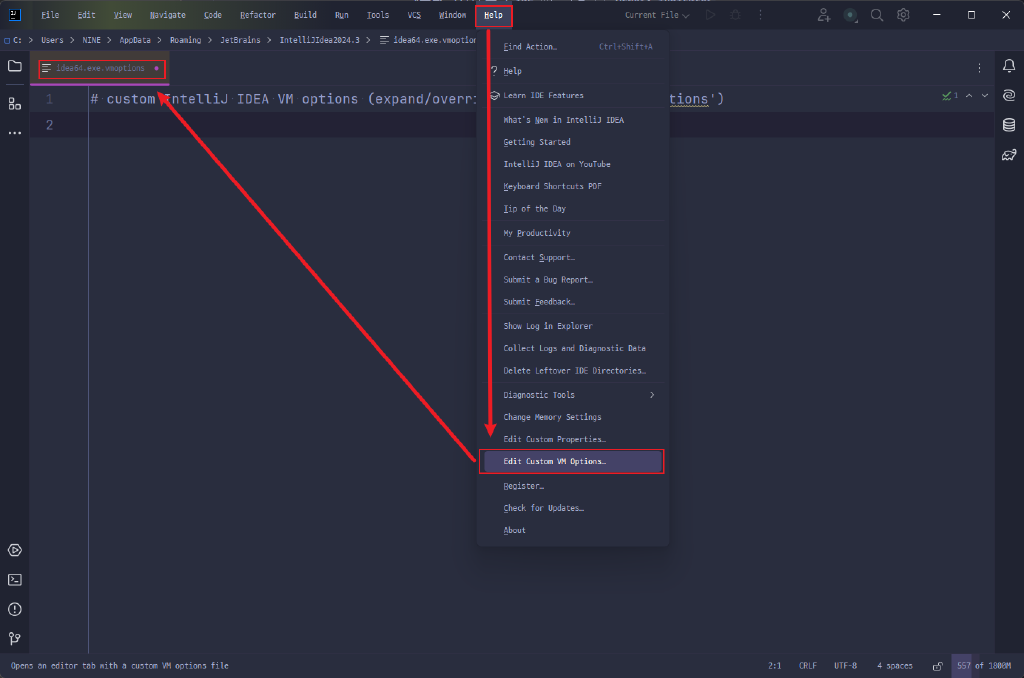 File Edit View Navigate Code Refactor Build Run Tools VCS Window Help Current File
C: Users NINE AppData Roaming JetBrains IntelliJIdea2024.3 idea64.exe.vmoption
idea64.exe.vmoptions
1 # custom IntelliJ IDEA VM options (expand/overri tions')
1
2
Find Action… Ctrl+Shift+A
? Help
Learn IDE Features
What's New in IntelliJ IDEA
Getting Started
IntelliJ IDEA on YouTube
Keyboard Shortcuts PDF
Tip of the Day
My Productivity
Contact Support…
Submit a Bug Report…
Submit Feedback…
Show Log in Explorer
Collect Logs and Diagnostic Data
Delete Leftover IDE Directories…
Diagnostic Tools
Change Memory Settings
Edit Custom Properties…
Edit Custom VM Options…
Register…
Check for Updates…
About
Opens an editor tab with a custom VM options file 2:1 CRLF UTF-8 4 spaces 557 of 1000M